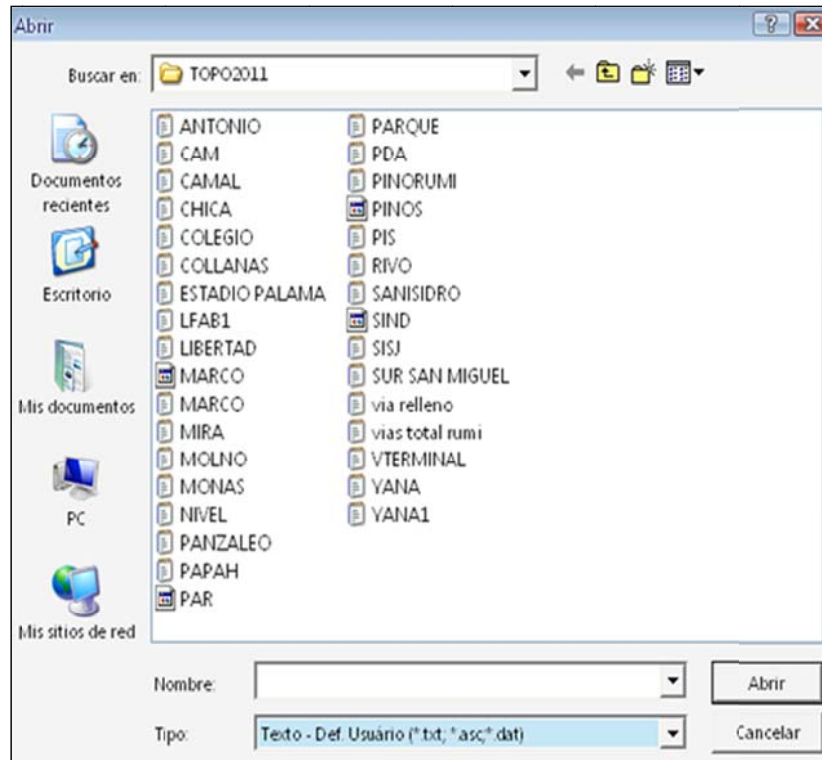 Abrir
Buscar en: TOPO2011
Documentos
recientes
Escritorio
Mis documentos
PC
Mis sitios de red
ANTONIO
CAM
CAMAL
CHICA
COLEGIO
COLLANAS
ESTADIO PALAMA
LFAB1
LIBERTAD
MARCO
MARCO
MIRA
MOLNO
MONAS
NIVEL
PANZALEO
PAPAH
PAR
PARQUE
PDA
PINORUMI
PINOS
PIS
RIVO
SANISIDRO
SIND
SISJ
SUR SAN MIGUEL
via relleno
vias total rumi
VTERMINAL
YANA
YANA1
Nombre:
Abrir
Tipo: Texto - Def. Usuário (*.txt; *.asc;*.dat)
Cancelar